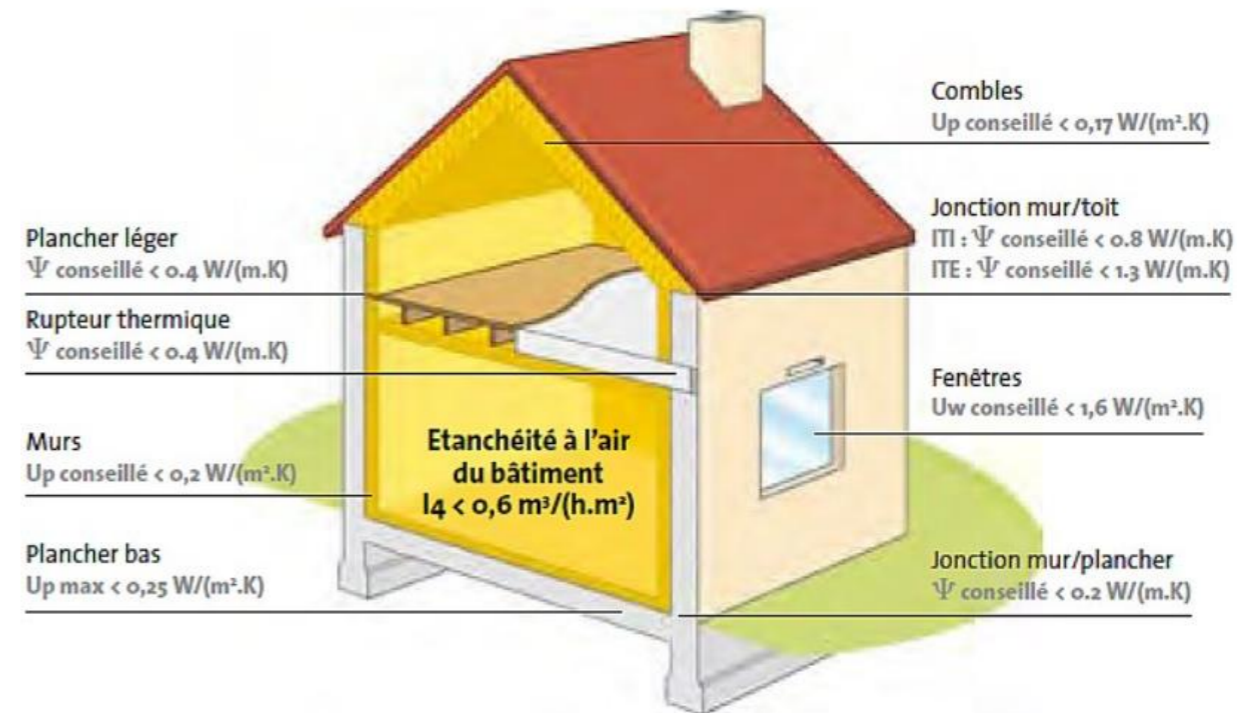 Combles
Up conseillé < 0,17 W/(m².K)
Jonction mur/toit
ITI : Ψ conseillé < 0.8 W/(m.K)
ITE : Ψ conseillé < 1.3 W/(m.K)
Fenêtres
Uw conseillé < 1,6 W/(m².K)
Jonction mur/plancher
Ψ conseillé < 0.2 W/(m.K)
Plancher léger
Ψ conseillé < 0.4 W/(m.K)
Rupteur thermique
Ψ conseillé < 0.4 W/(m.K)
Murs
Up conseillé < 0,2 W/(m².K)
Plancher bas
Up max < 0,25 W/(m².K)
Etanchéité à l'air
du bâtiment
I4 < 0,6 m³/(h.m²)